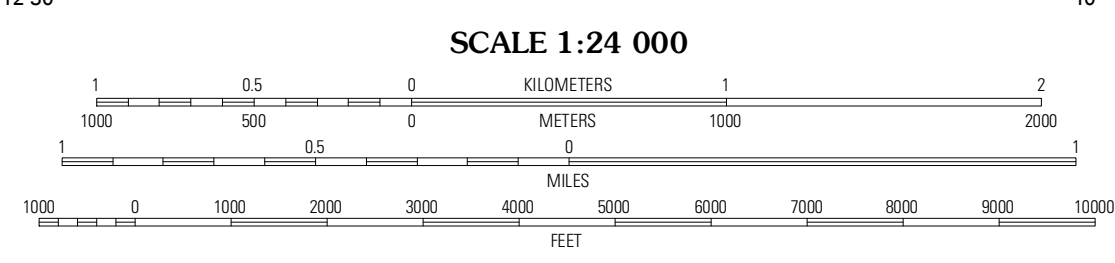 SCALE 1:24 000
1 0.5 0 KILOMETERS 1 2
1000 500 0 METERS 1000 2000
1 0.5 0 1
MILES
1000 0 1000 2000 3000 4000 5000 6000 7000 8000 9000 10000
FEET